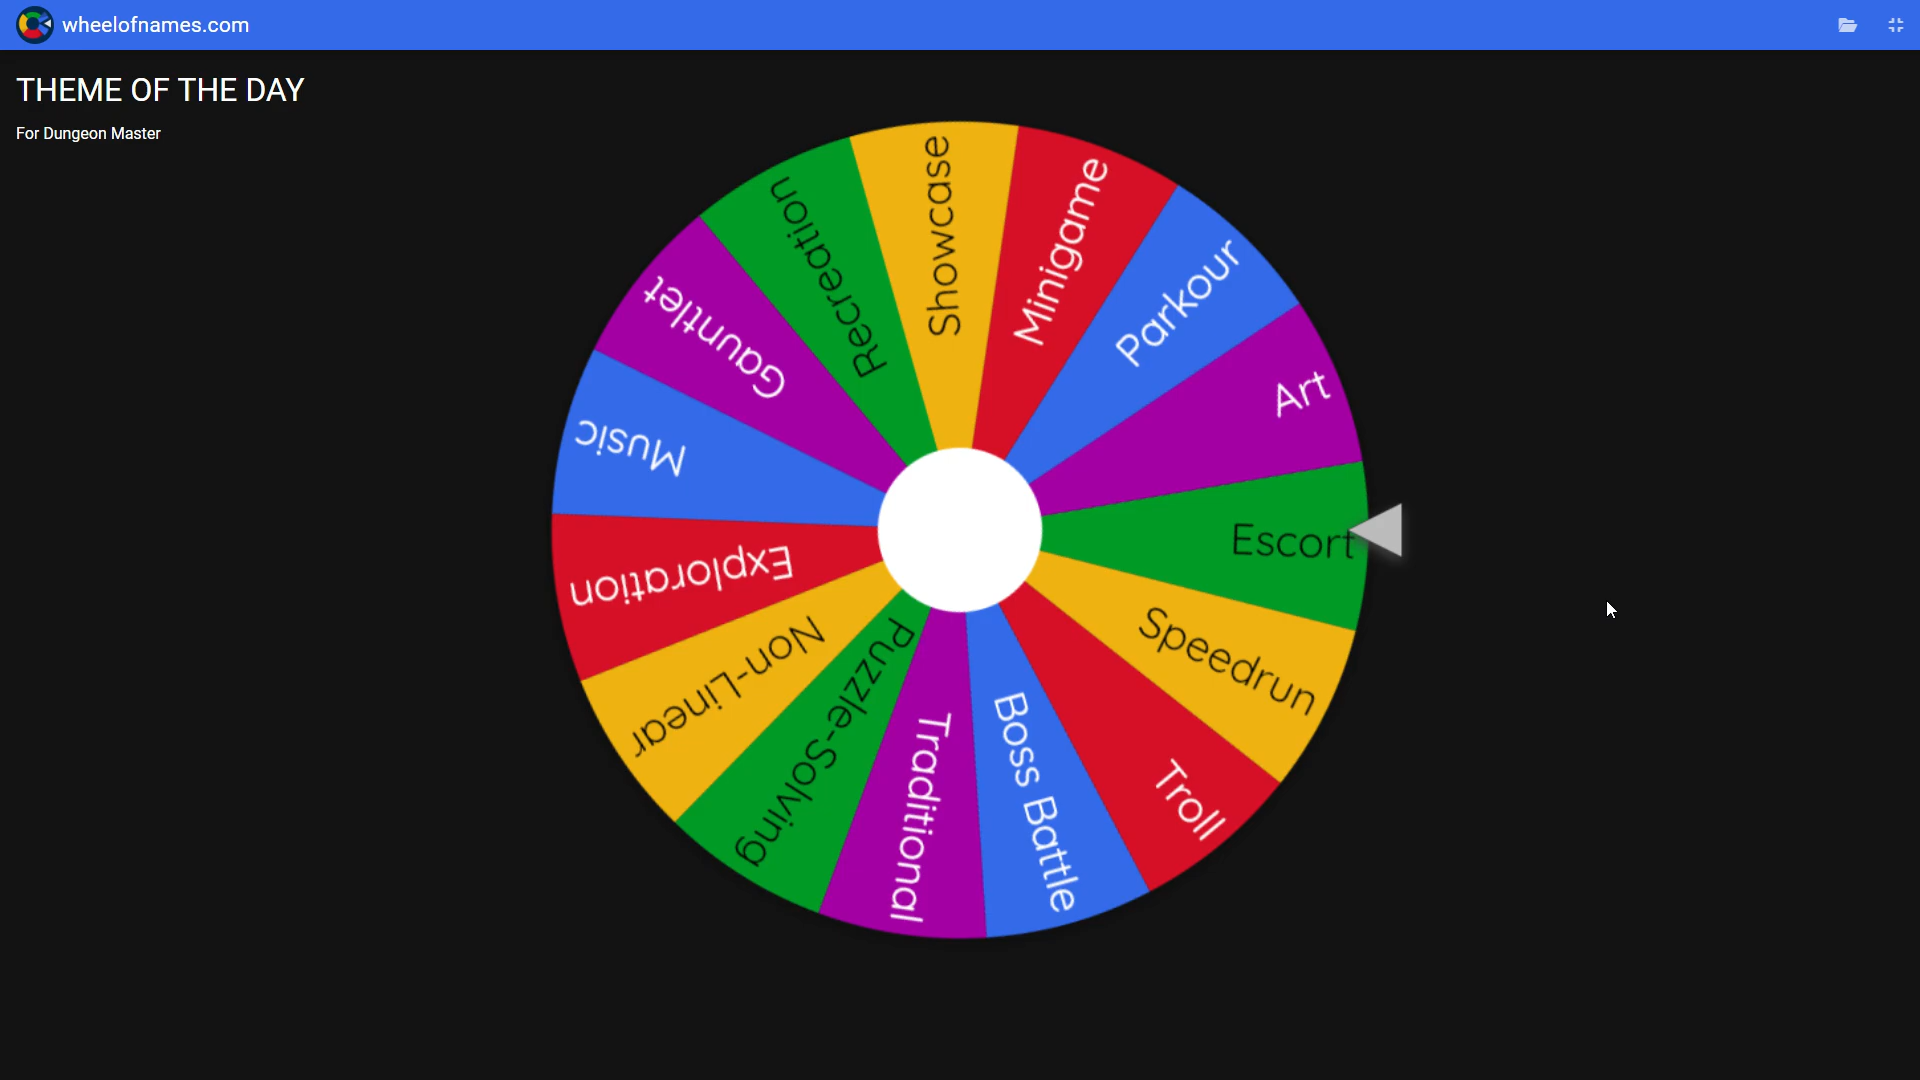 wheelofnames.com
THEME OF THE DAY
For Dungeon Master
Showcase
Minigame
Parkour
Art
Escort
Speedrun
Troll
Boss Battle
Traditional
Puzzle-Solving
Non-Linear
Exploration
Music
Gauntlet
Recreation